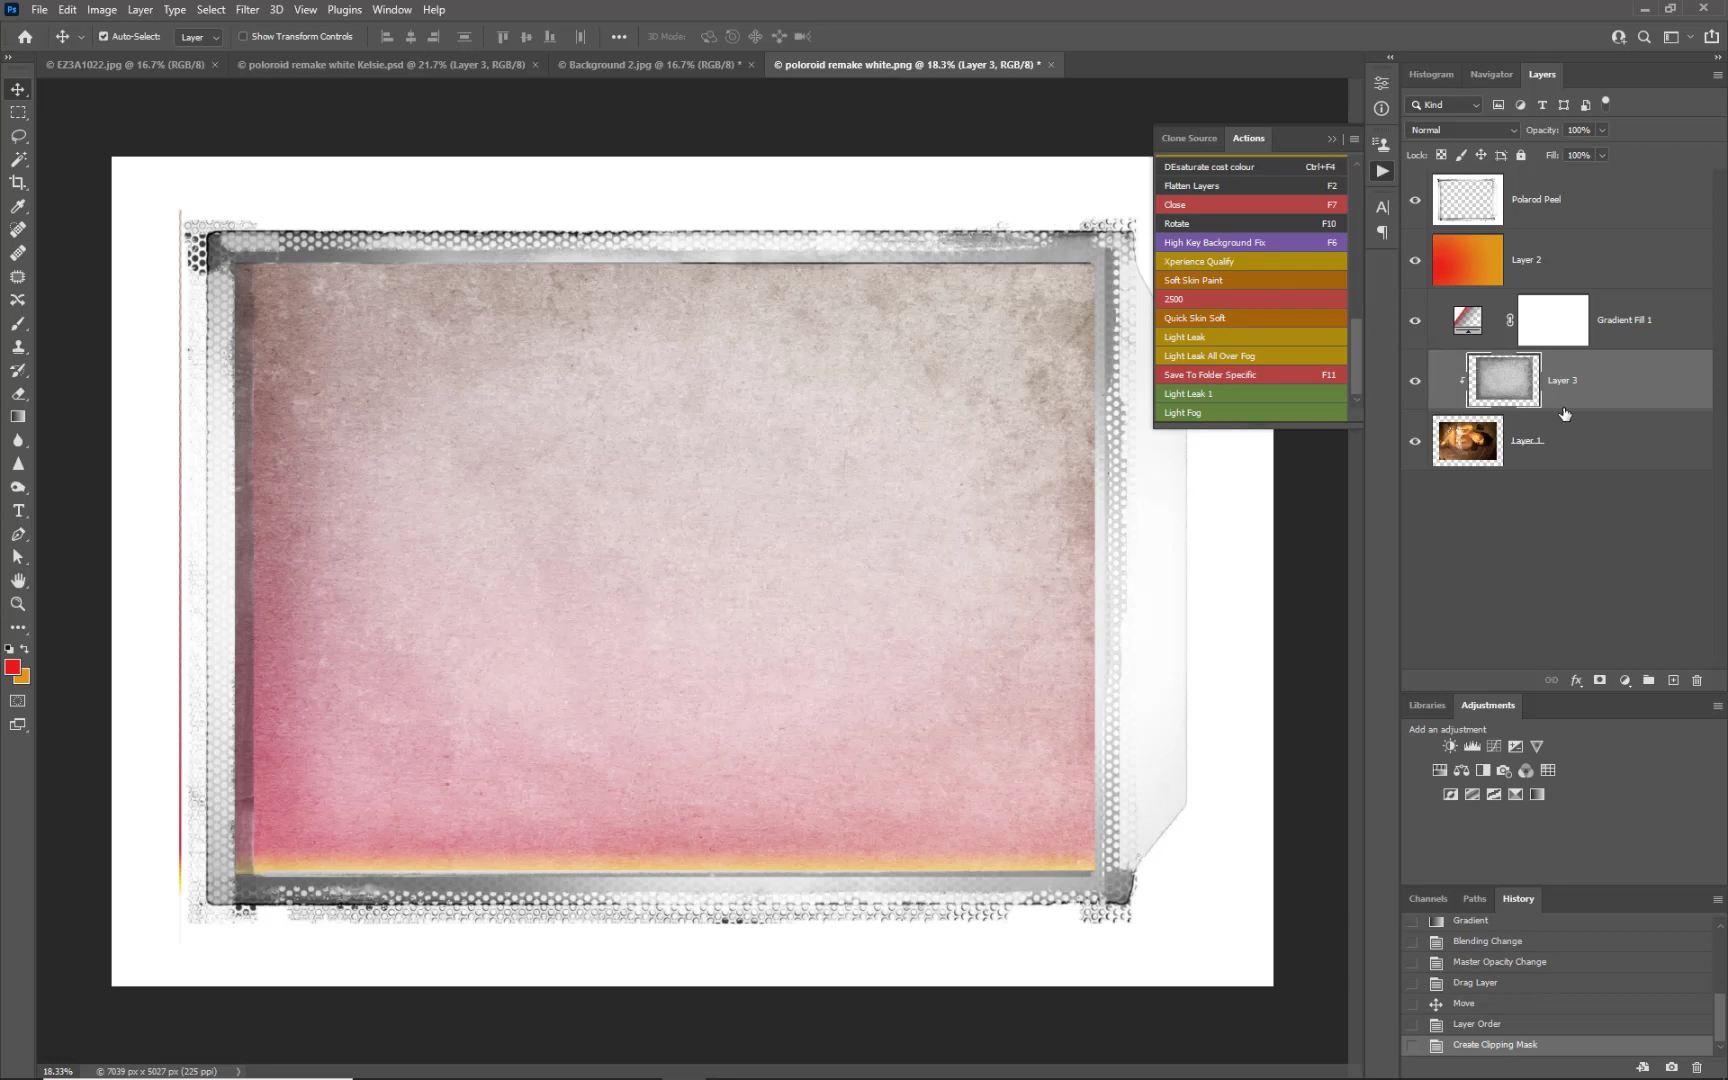 Ps File Edit Image Layer Type Select Filter 3D View Plugins Window Help
Auto-Select: Layer Show Transform Controls 3D Mode:
© EZ3A1022.jpg @ 16.7% (RGB/8) × © poloroid remake white Kelsie.psd @ 21.7% (Layer 3, RGB/8) × © Background 2.jpg @ 16.7% (RGB/8) * × © poloroid remake white.png @ 18.3% (Layer 3, RGB/8) * ×
Clone Source Actions
DEsaturate cost colour Ctrl+F4
Flatten Layers F2
Close F7
Rotate F10
High Key Background Fix F6
Xperience Qualify
Soft Skin Paint
2500
Quick Skin Soft
Light Leak
Light Leak All Over Fog
Save To Folder Specific F11
Light Leak 1
Light Fog
Histogram Navigator Layers
Kind
Normal Opacity: 100%
Lock: Fill: 100%
Polarod Peel
Layer 2
Gradient Fill 1
Layer 3
Layer 1
fx
Libraries Adjustments
Add an adjustment
Channels Paths History
Gradient
Blending Change
Master Opacity Change
Drag Layer
Move
Layer Order
Create Clipping Mask
18.33% © 7039 px x 5027 px (225 ppi)